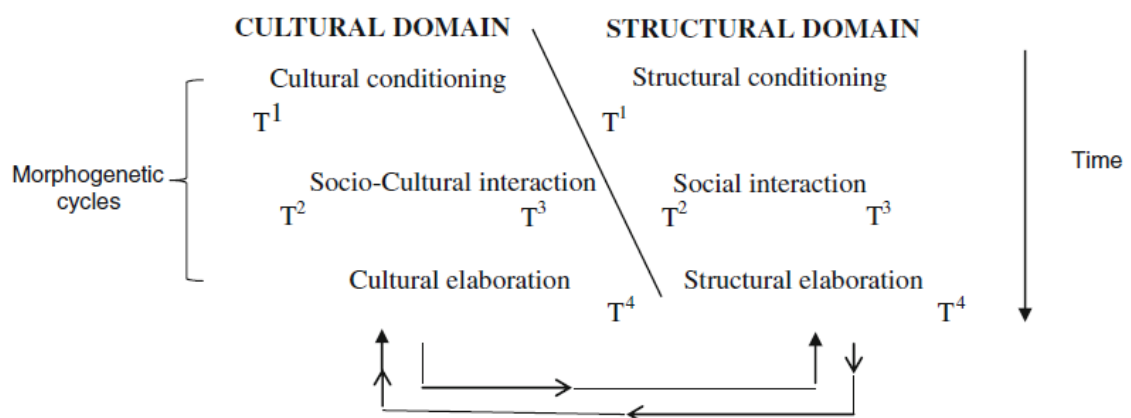 CULTURAL DOMAIN STRUCTURAL DOMAIN
Cultural conditioning Structural conditioning
T¹ T¹
Morphogenetic
cycles
Time
Socio-Cultural interaction Social interaction
T² T³ T² T³
Cultural elaboration Structural elaboration
T⁴ T⁴